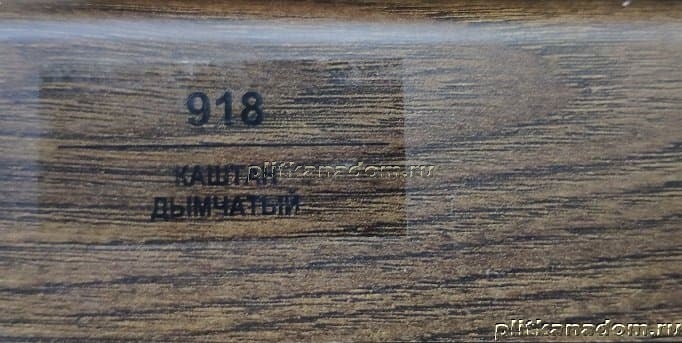 918
КАШТАН
ДЫМЧАТЫЙ
plitkanadom.ru
plitkanadom.ru